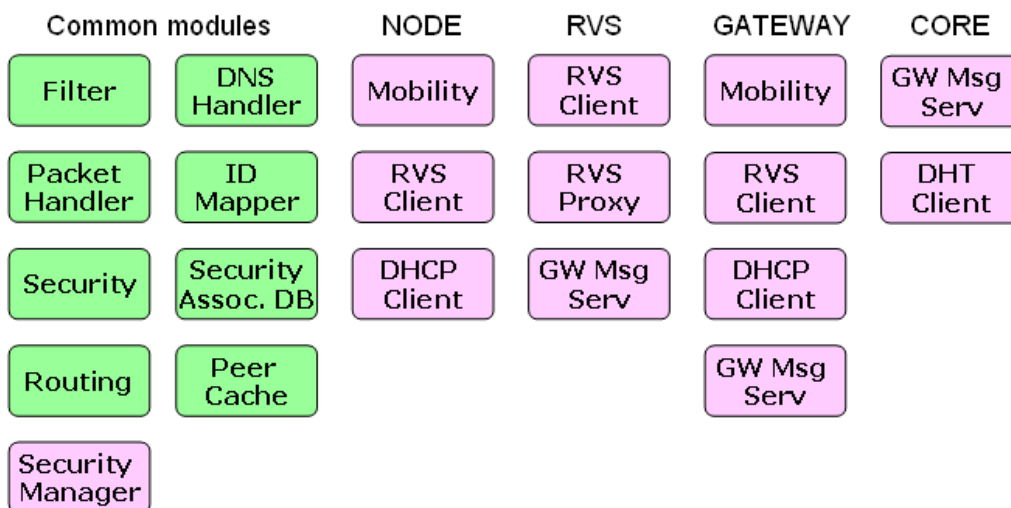 Common modules
NODE
RVS
GATEWAY
CORE
Filter
DNS
Handler
Mobility
RVS
Client
Mobility
GW Msg
Serv
Packet
Handler
ID
Mapper
RVS
Client
RVS
Proxy
RVS
Client
DHT
Client
Security
Security
Assoc. DB
DHCP
Client
GW Msg
Serv
DHCP
Client
Routing
Peer
Cache
GW Msg
Serv
Security
Manager